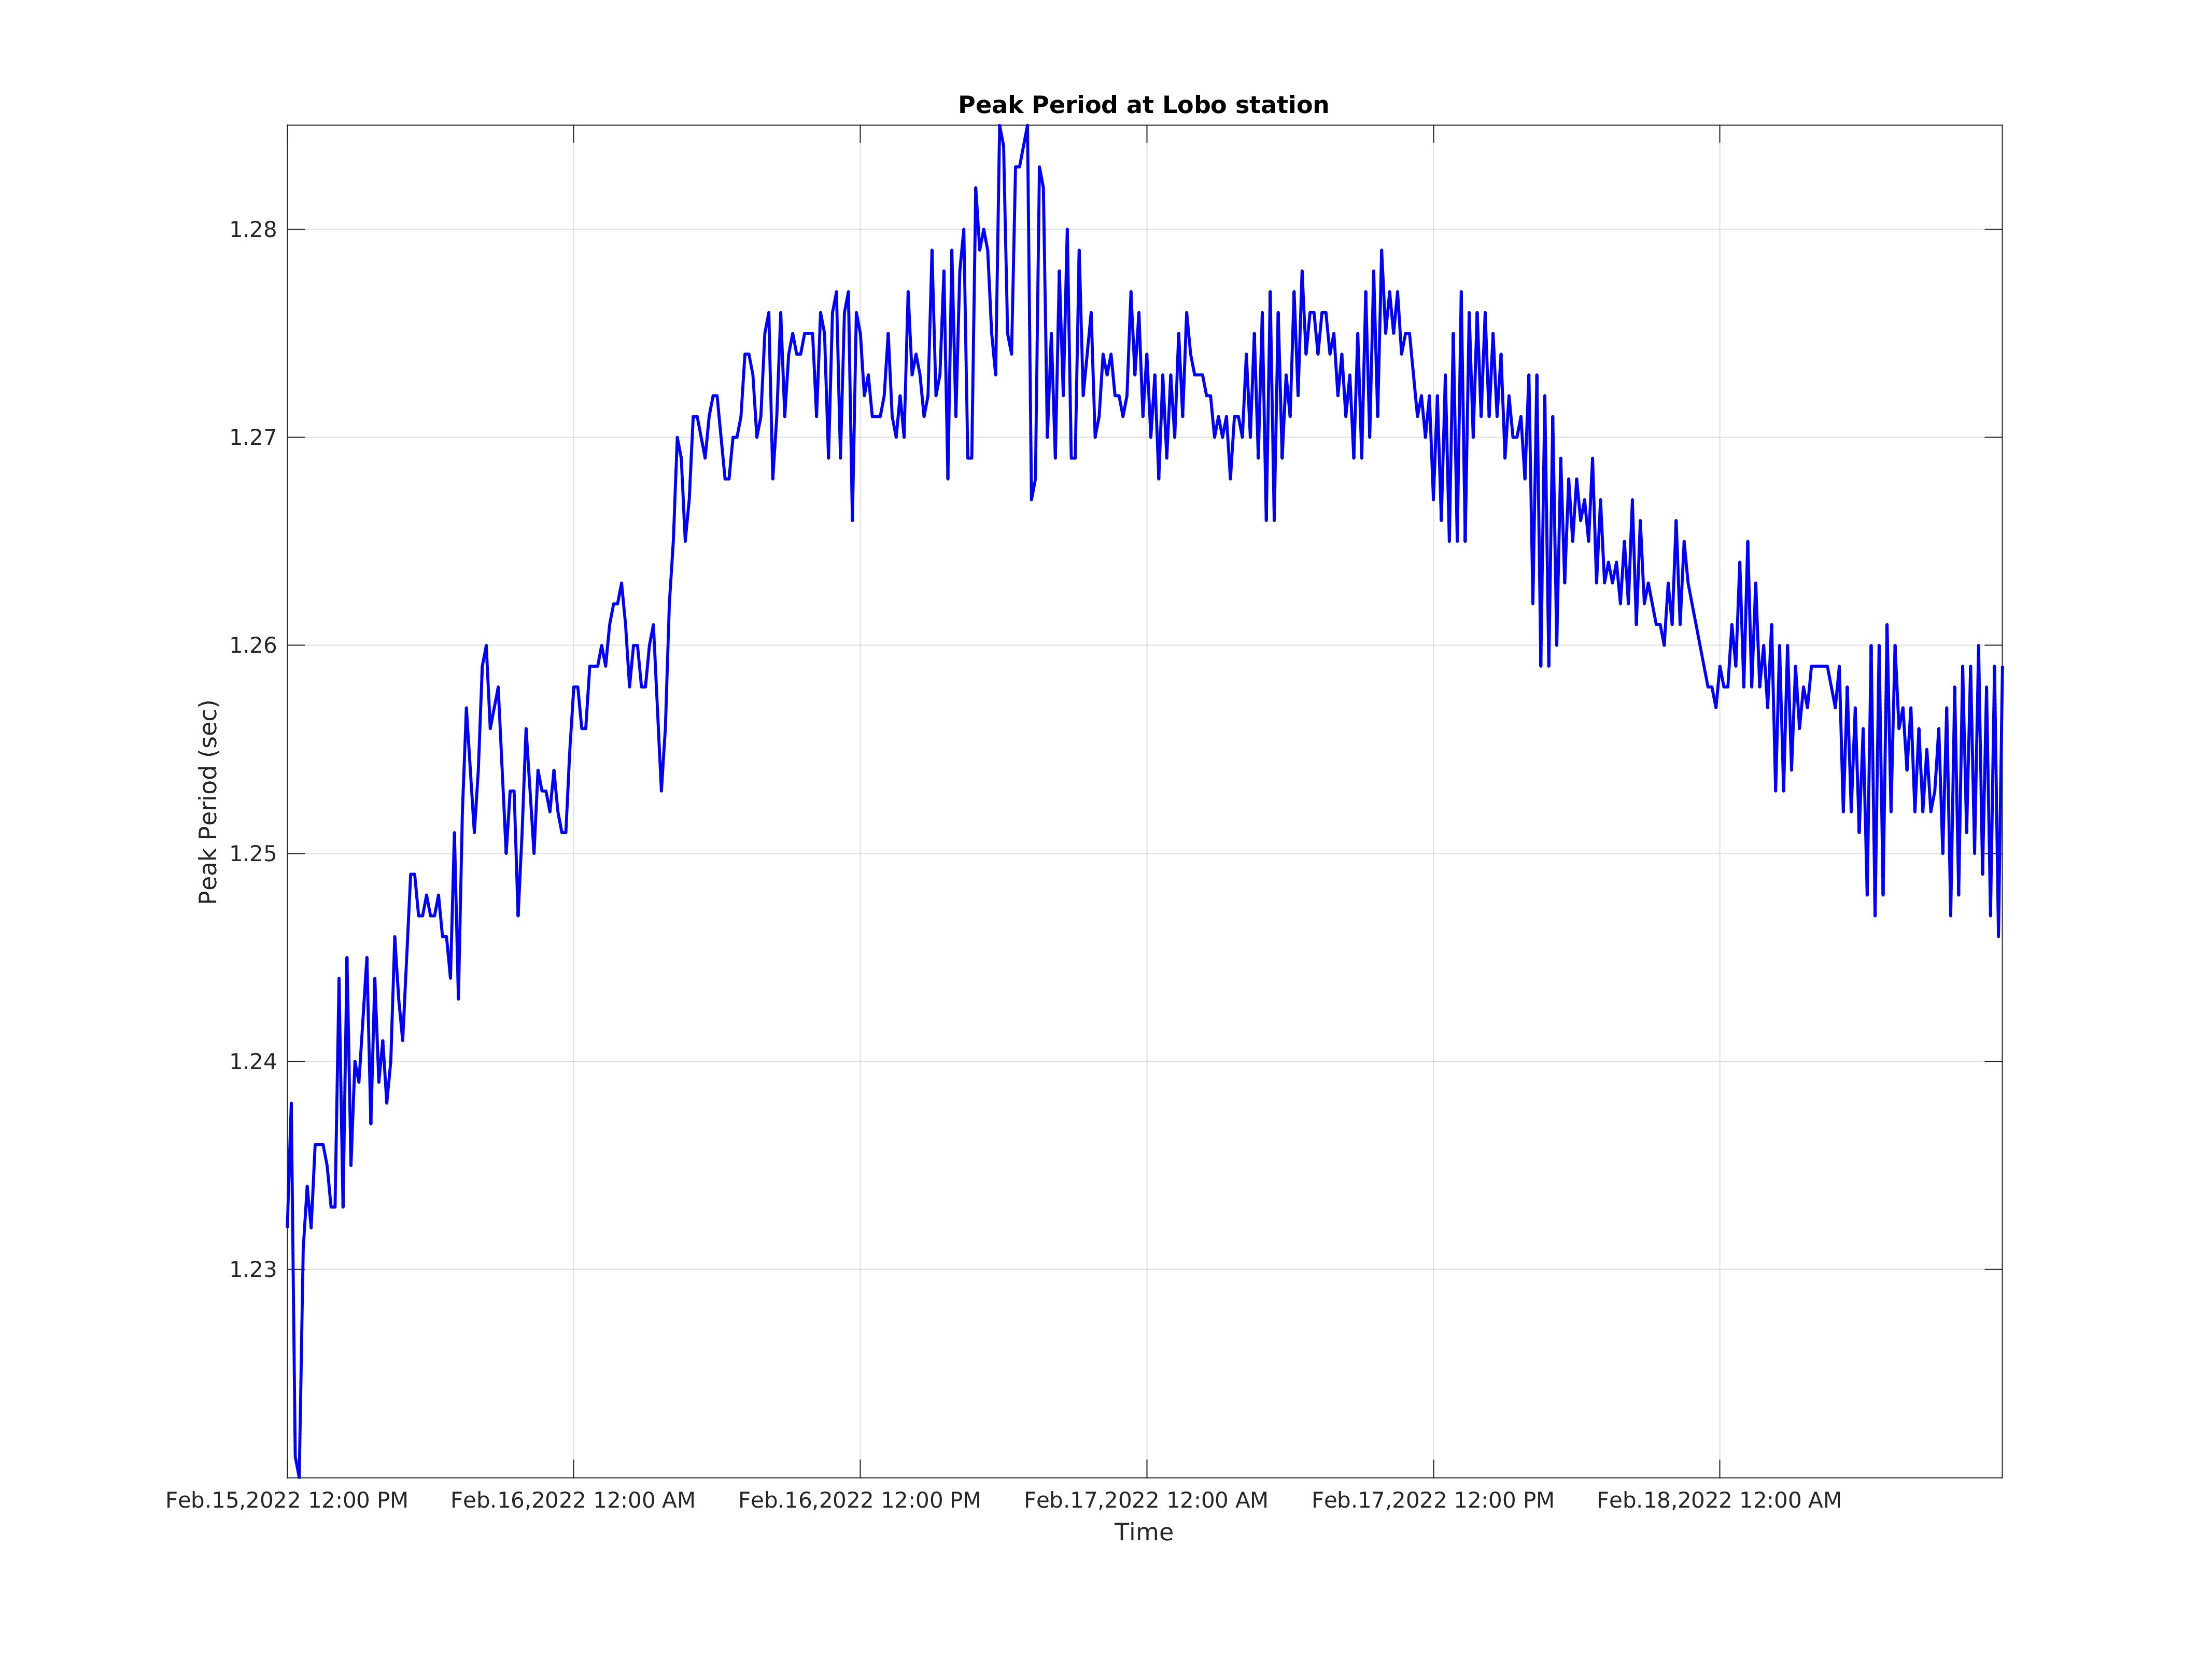 Peak Period at Lobo station
1.28
1.27
1.26
1.25
1.24
1.23
Peak Period (sec)
Feb.15,2022 12:00 PM Feb.16,2022 12:00 AM Feb.16,2022 12:00 PM Feb.17,2022 12:00 AM Feb.17,2022 12:00 PM Feb.18,2022 12:00 AM
Time